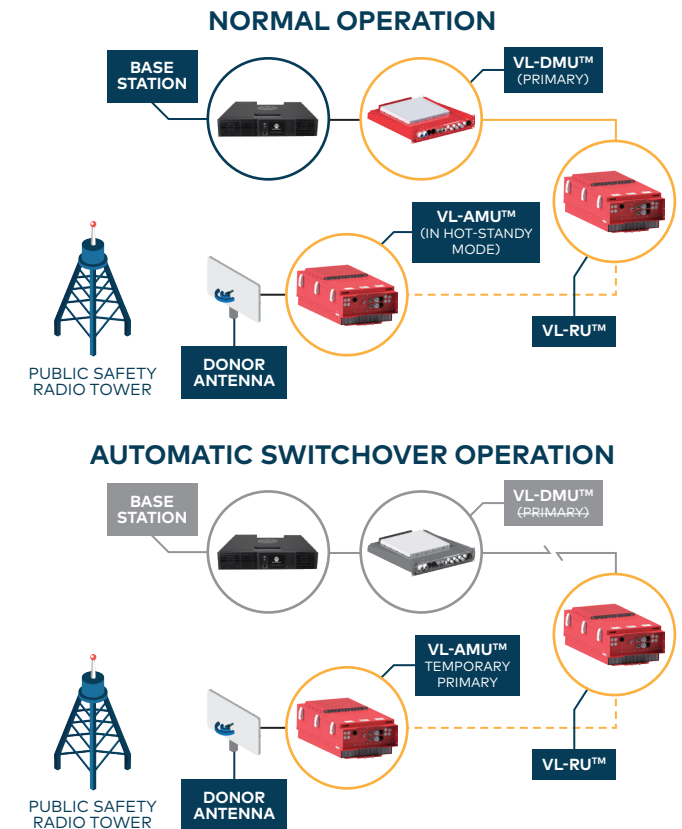 NORMAL OPERATION
BASE
STATION
VL-DMU™
(PRIMARY)
VL-AMU™
(IN HOT-STANDY
MODE)
VL-RU™
DONOR
ANTENNA
PUBLIC SAFETY
RADIO TOWER
AUTOMATIC SWITCHOVER OPERATION
BASE
STATION
VL-DMU™
(PRIMARY)
VL-AMU™
TEMPORARY
PRIMARY
VL-RU™
DONOR
ANTENNA
PUBLIC SAFETY
RADIO TOWER